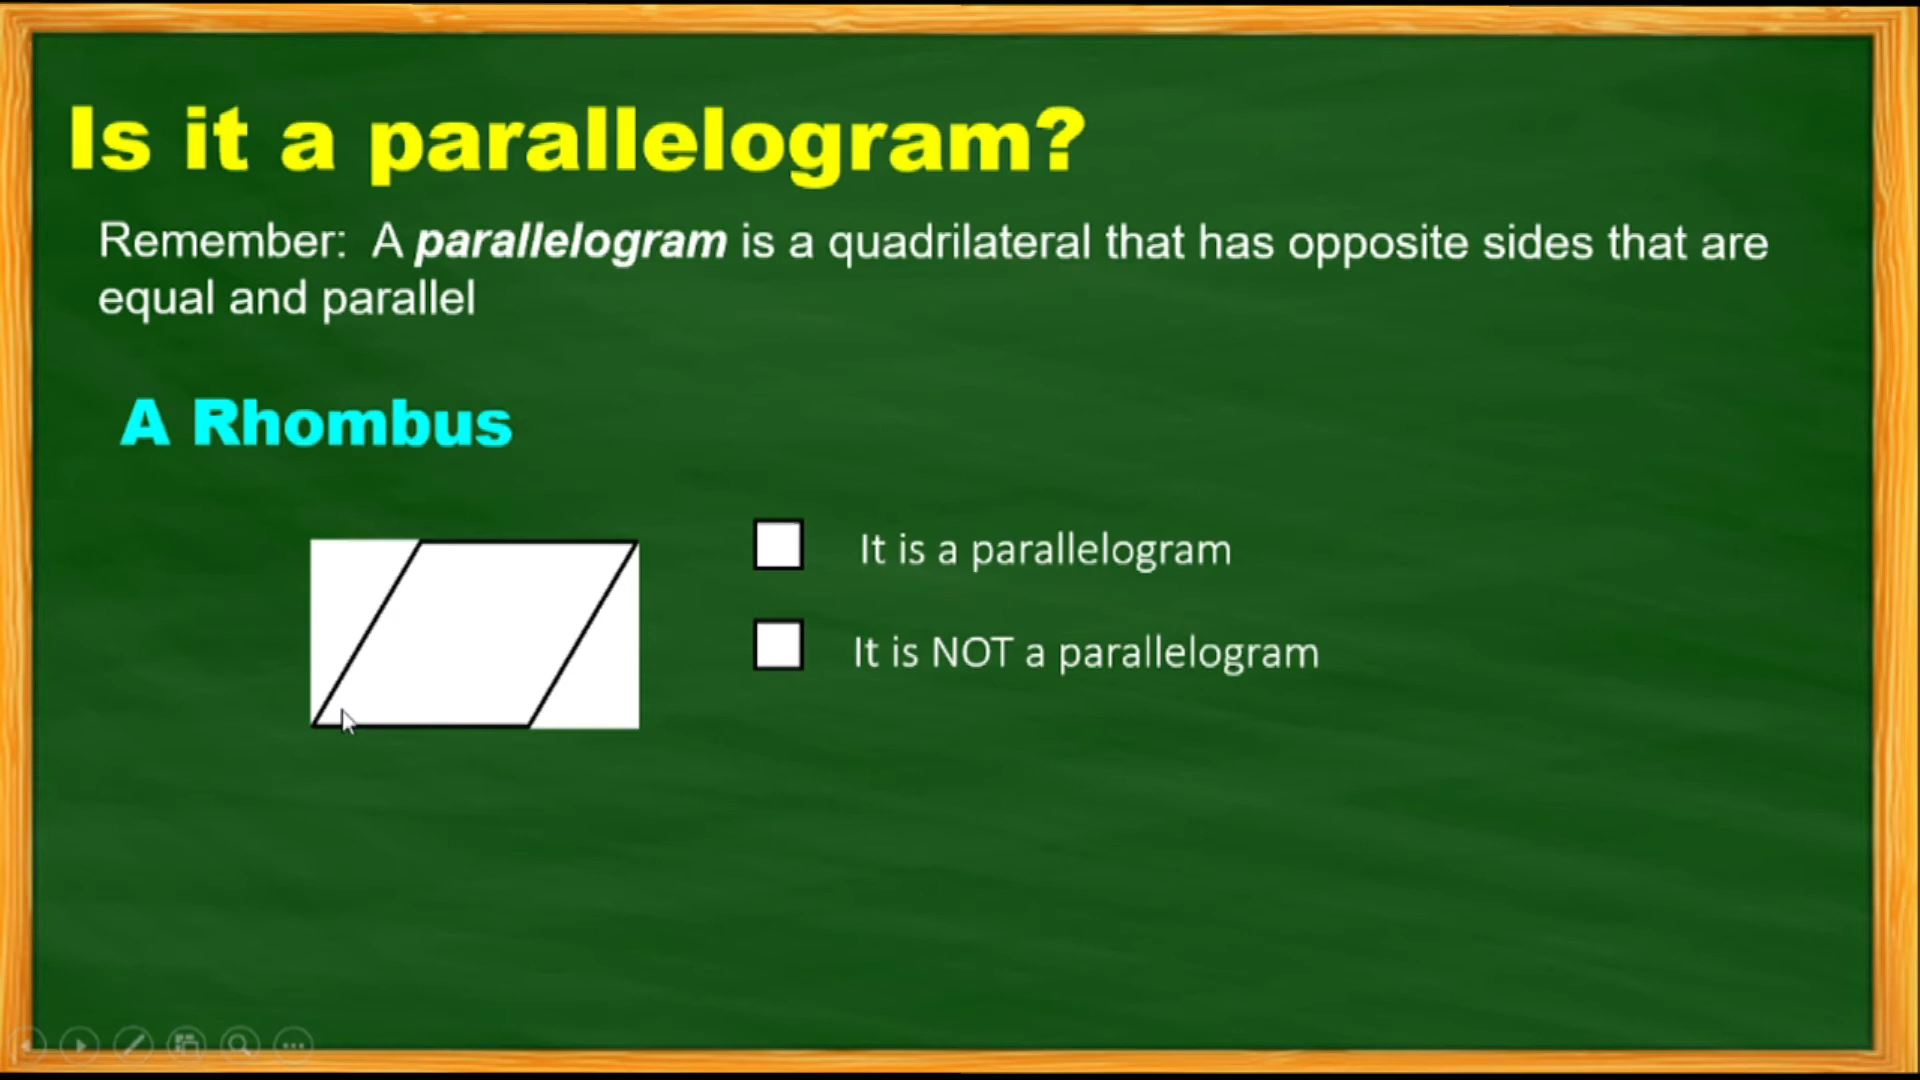 Is it a parallelogram?
Remember:  A parallelogram is a quadrilateral that has opposite sides that are
equal and parallel
A Rhombus
It is a parallelogram
It is NOT a parallelogram